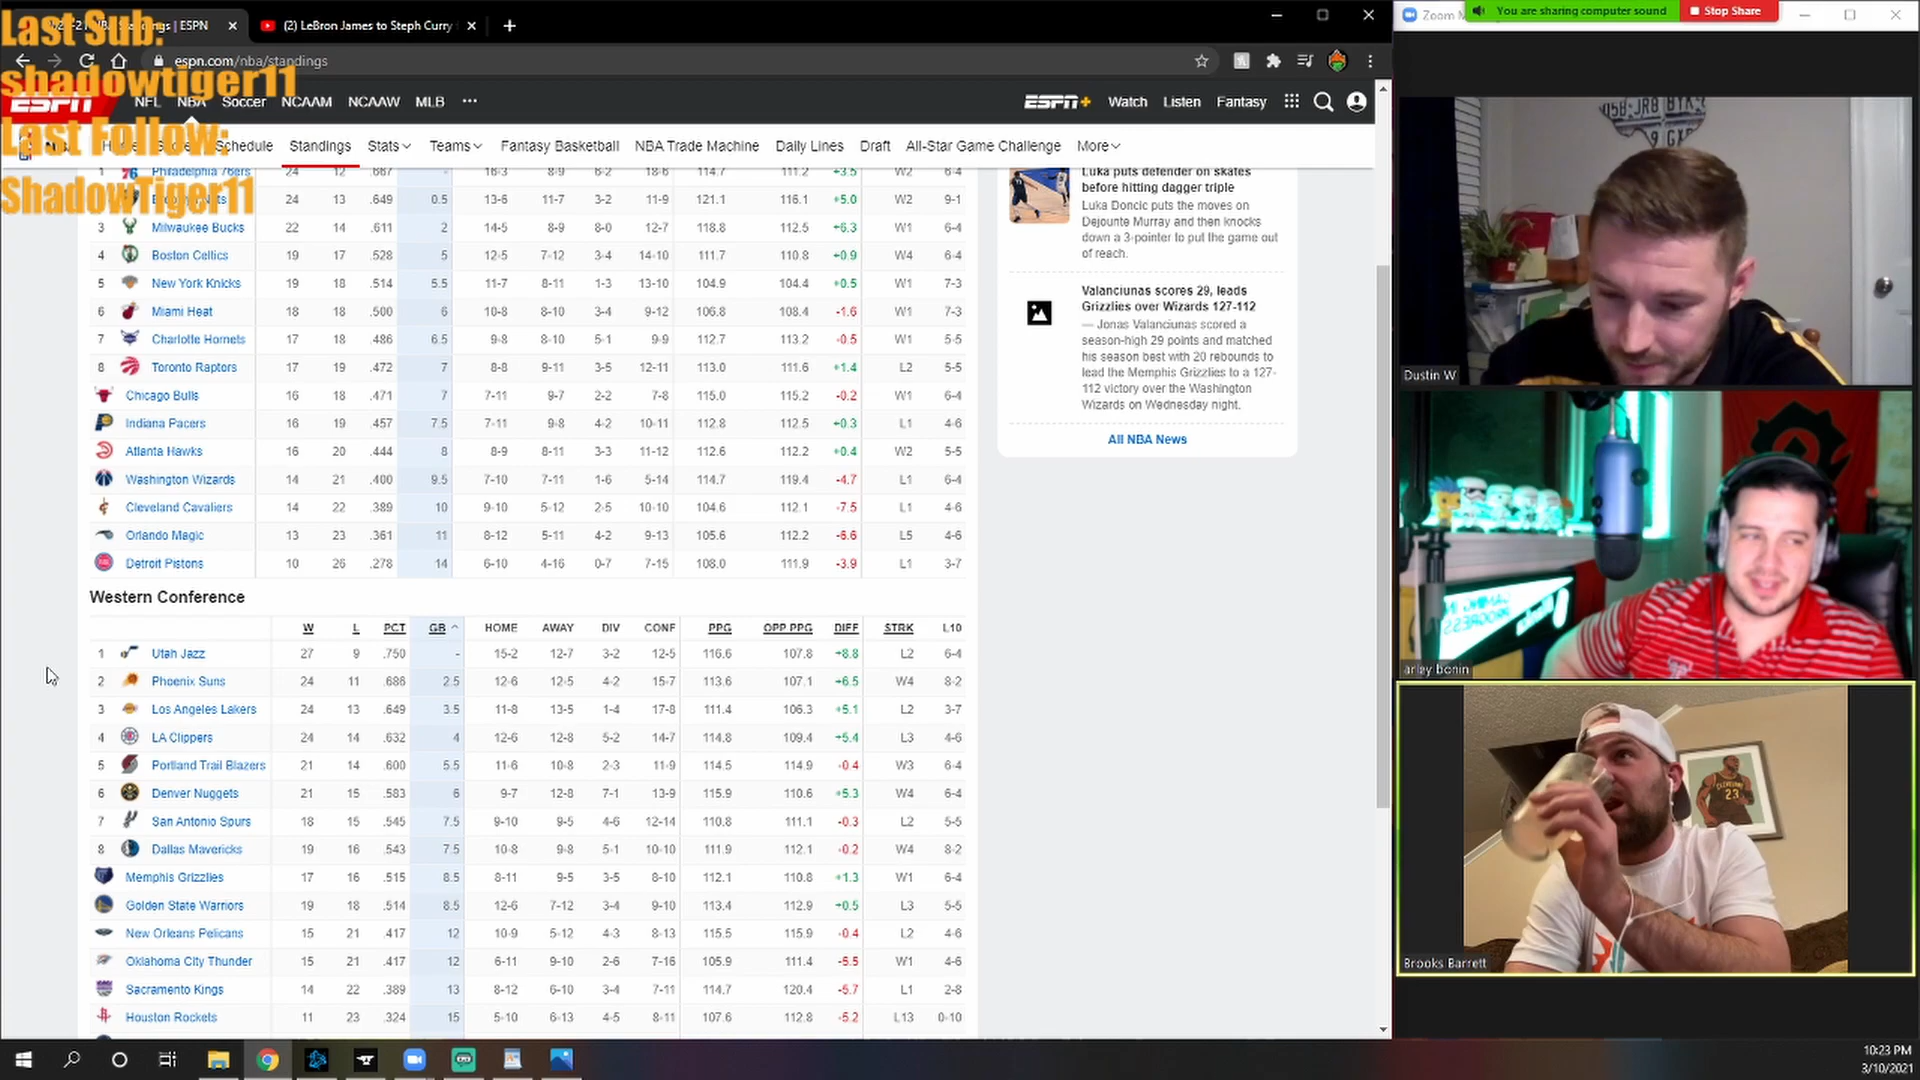 Last Sub:
shadowtiger11
Last Follow:
ShadowTiger11
| ESPN
(2) LeBron James to Steph Curry
espn.com/nba/standings
ESPN
NFL NBA Soccer NCAAM NCAAW MLB ...
ESPN+ Watch Listen Fantasy
Schedule Standings Stats Teams Fantasy Basketball NBA Trade Machine Daily Lines Draft All-Star Game Challenge More
1 Philadelphia 76ers 24 12 .667 - 16-3 8-9 6-2 18-6 114.7 111.2 +3.5 W2 6-4
24 13 .649 0.5 13-6 11-7 3-2 11-9 121.1 116.1 +5.0 W2 9-1
3 Milwaukee Bucks 22 14 .611 2 14-5 8-9 8-0 12-7 118.8 112.5 +6.3 W1 6-4
4 Boston Celtics 19 17 .528 5 12-5 7-12 3-4 14-10 111.7 110.8 +0.9 W4 6-4
5 New York Knicks 19 18 .514 5.5 11-7 8-11 1-3 13-10 104.9 104.4 +0.5 W1 7-3
6 Miami Heat 18 18 .500 6 10-8 8-10 3-4 9-12 106.8 108.4 -1.6 W1 7-3
7 Charlotte Hornets 17 18 .486 6.5 9-8 8-10 5-1 9-9 112.7 113.2 -0.5 W1 5-5
8 Toronto Raptors 17 19 .472 7 8-8 9-11 3-5 12-11 113.0 111.6 +1.4 L2 5-5
Chicago Bulls 16 18 .471 7 7-11 9-7 2-2 7-8 115.0 115.2 -0.2 W1 6-4
Indiana Pacers 16 19 .457 7.5 7-11 9-8 4-2 10-11 112.8 112.5 +0.3 L1 4-6
Atlanta Hawks 16 20 .444 8 8-9 8-11 3-3 11-12 112.6 112.2 +0.4 W2 5-5
Washington Wizards 14 21 .400 9.5 7-10 7-11 1-6 5-14 114.7 119.4 -4.7 L1 6-4
Cleveland Cavaliers 14 22 .389 10 9-10 5-12 2-5 10-10 104.6 112.1 -7.5 L1 4-6
Orlando Magic 13 23 .361 11 8-12 5-11 4-2 9-13 105.6 112.2 -6.6 L5 4-6
Detroit Pistons 10 26 .278 14 6-10 4-16 0-7 7-15 108.0 111.9 -3.9 L1 3-7
Western Conference
W L PCT GB HOME AWAY DIV CONF PPG OPP PPG DIFF STRK L10
1 Utah Jazz 27 9 .750 - 15-2 12-7 3-2 12-5 116.6 107.8 +8.8 L2 6-4
2 Phoenix Suns 24 11 .686 2.5 12-6 12-5 4-2 15-7 113.6 107.1 +6.5 W4 8-2
3 Los Angeles Lakers 24 13 .649 3.5 11-8 13-5 1-4 17-8 111.4 106.3 +5.1 L2 3-7
4 LA Clippers 24 14 .632 4 12-6 12-8 5-2 14-7 114.8 109.4 +5.4 L3 4-6
5 Portland Trail Blazers 21 14 .600 5.5 11-6 10-8 2-3 11-9 114.5 114.9 -0.4 W3 6-4
6 Denver Nuggets 21 15 .583 6 9-7 12-8 7-1 13-9 115.9 110.6 +5.3 W4 6-4
7 San Antonio Spurs 18 15 .545 7.5 9-10 9-5 4-6 12-14 110.8 111.1 -0.3 L2 5-5
8 Dallas Mavericks 19 16 .543 7.5 10-8 9-8 5-1 10-10 111.9 112.1 -0.2 W4 8-2
Memphis Grizzlies 17 16 .515 8.5 8-11 9-5 3-5 8-10 112.1 110.8 +1.3 W1 6-4
Golden State Warriors 19 18 .514 8.5 12-6 7-12 3-4 9-10 113.4 112.9 +0.5 L3 5-5
New Orleans Pelicans 15 21 .417 12 10-9 5-12 4-3 8-13 115.5 115.9 -0.4 L2 4-6
Oklahoma City Thunder 15 21 .417 12 6-11 9-10 2-6 7-16 105.9 111.4 -5.5 W1 4-6
Sacramento Kings 14 22 .389 13 8-12 6-10 3-4 7-11 114.7 120.4 -5.7 L1 2-8
Houston Rockets 11 23 .324 15 5-10 6-13 4-5 8-11 107.6 112.8 -5.2 L13 0-10
Luka puts defender on skates
before hitting dagger triple
Luka Doncic puts the moves on
Dejounte Murray and then knocks
down a 3-pointer to put the game out
of reach.
Valanciunas scores 29, leads
Grizzlies over Wizards 127-
112
— Jonas Valanciunas scored a
season-high 29 points and matched
his season best with 20 rebounds to
lead the Memphis Grizzlies to a 127-
112 victory over the Washington
Wizards on Wednesday night.
All NBA News
Zoom
You are sharing computer sound
Stop Share
Dustin W
arley bonin
CLEVELAND
23
Brooks Barrett
10:23 PM
3/10/2021